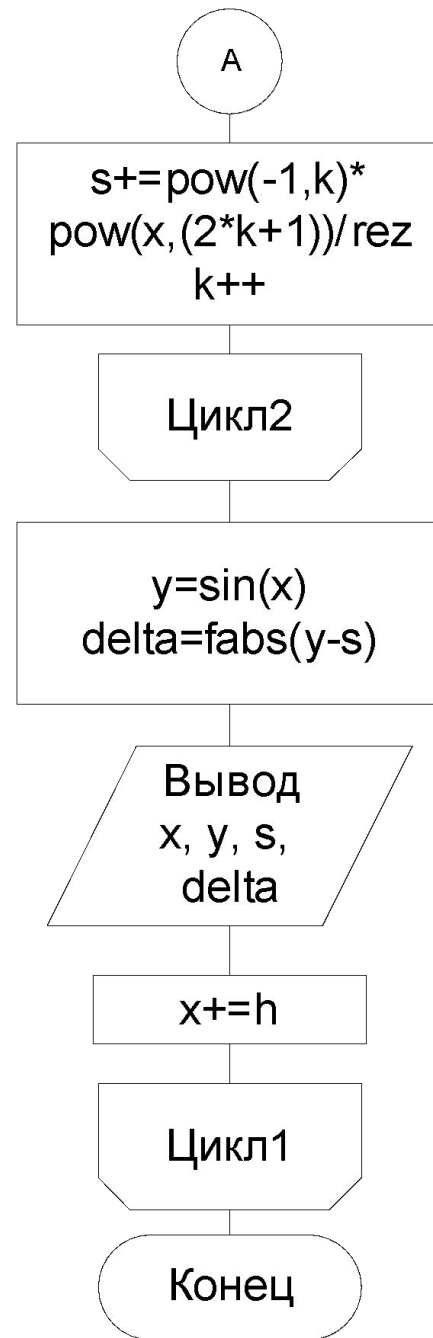 A
s+=pow(-1,k)*
pow(x,(2*k+1))/rez
k++
Цикл2
y=sin(x)
delta=fabs(y-s)
Вывод
x, y, s,
delta
x+=h
Цикл1
Конец